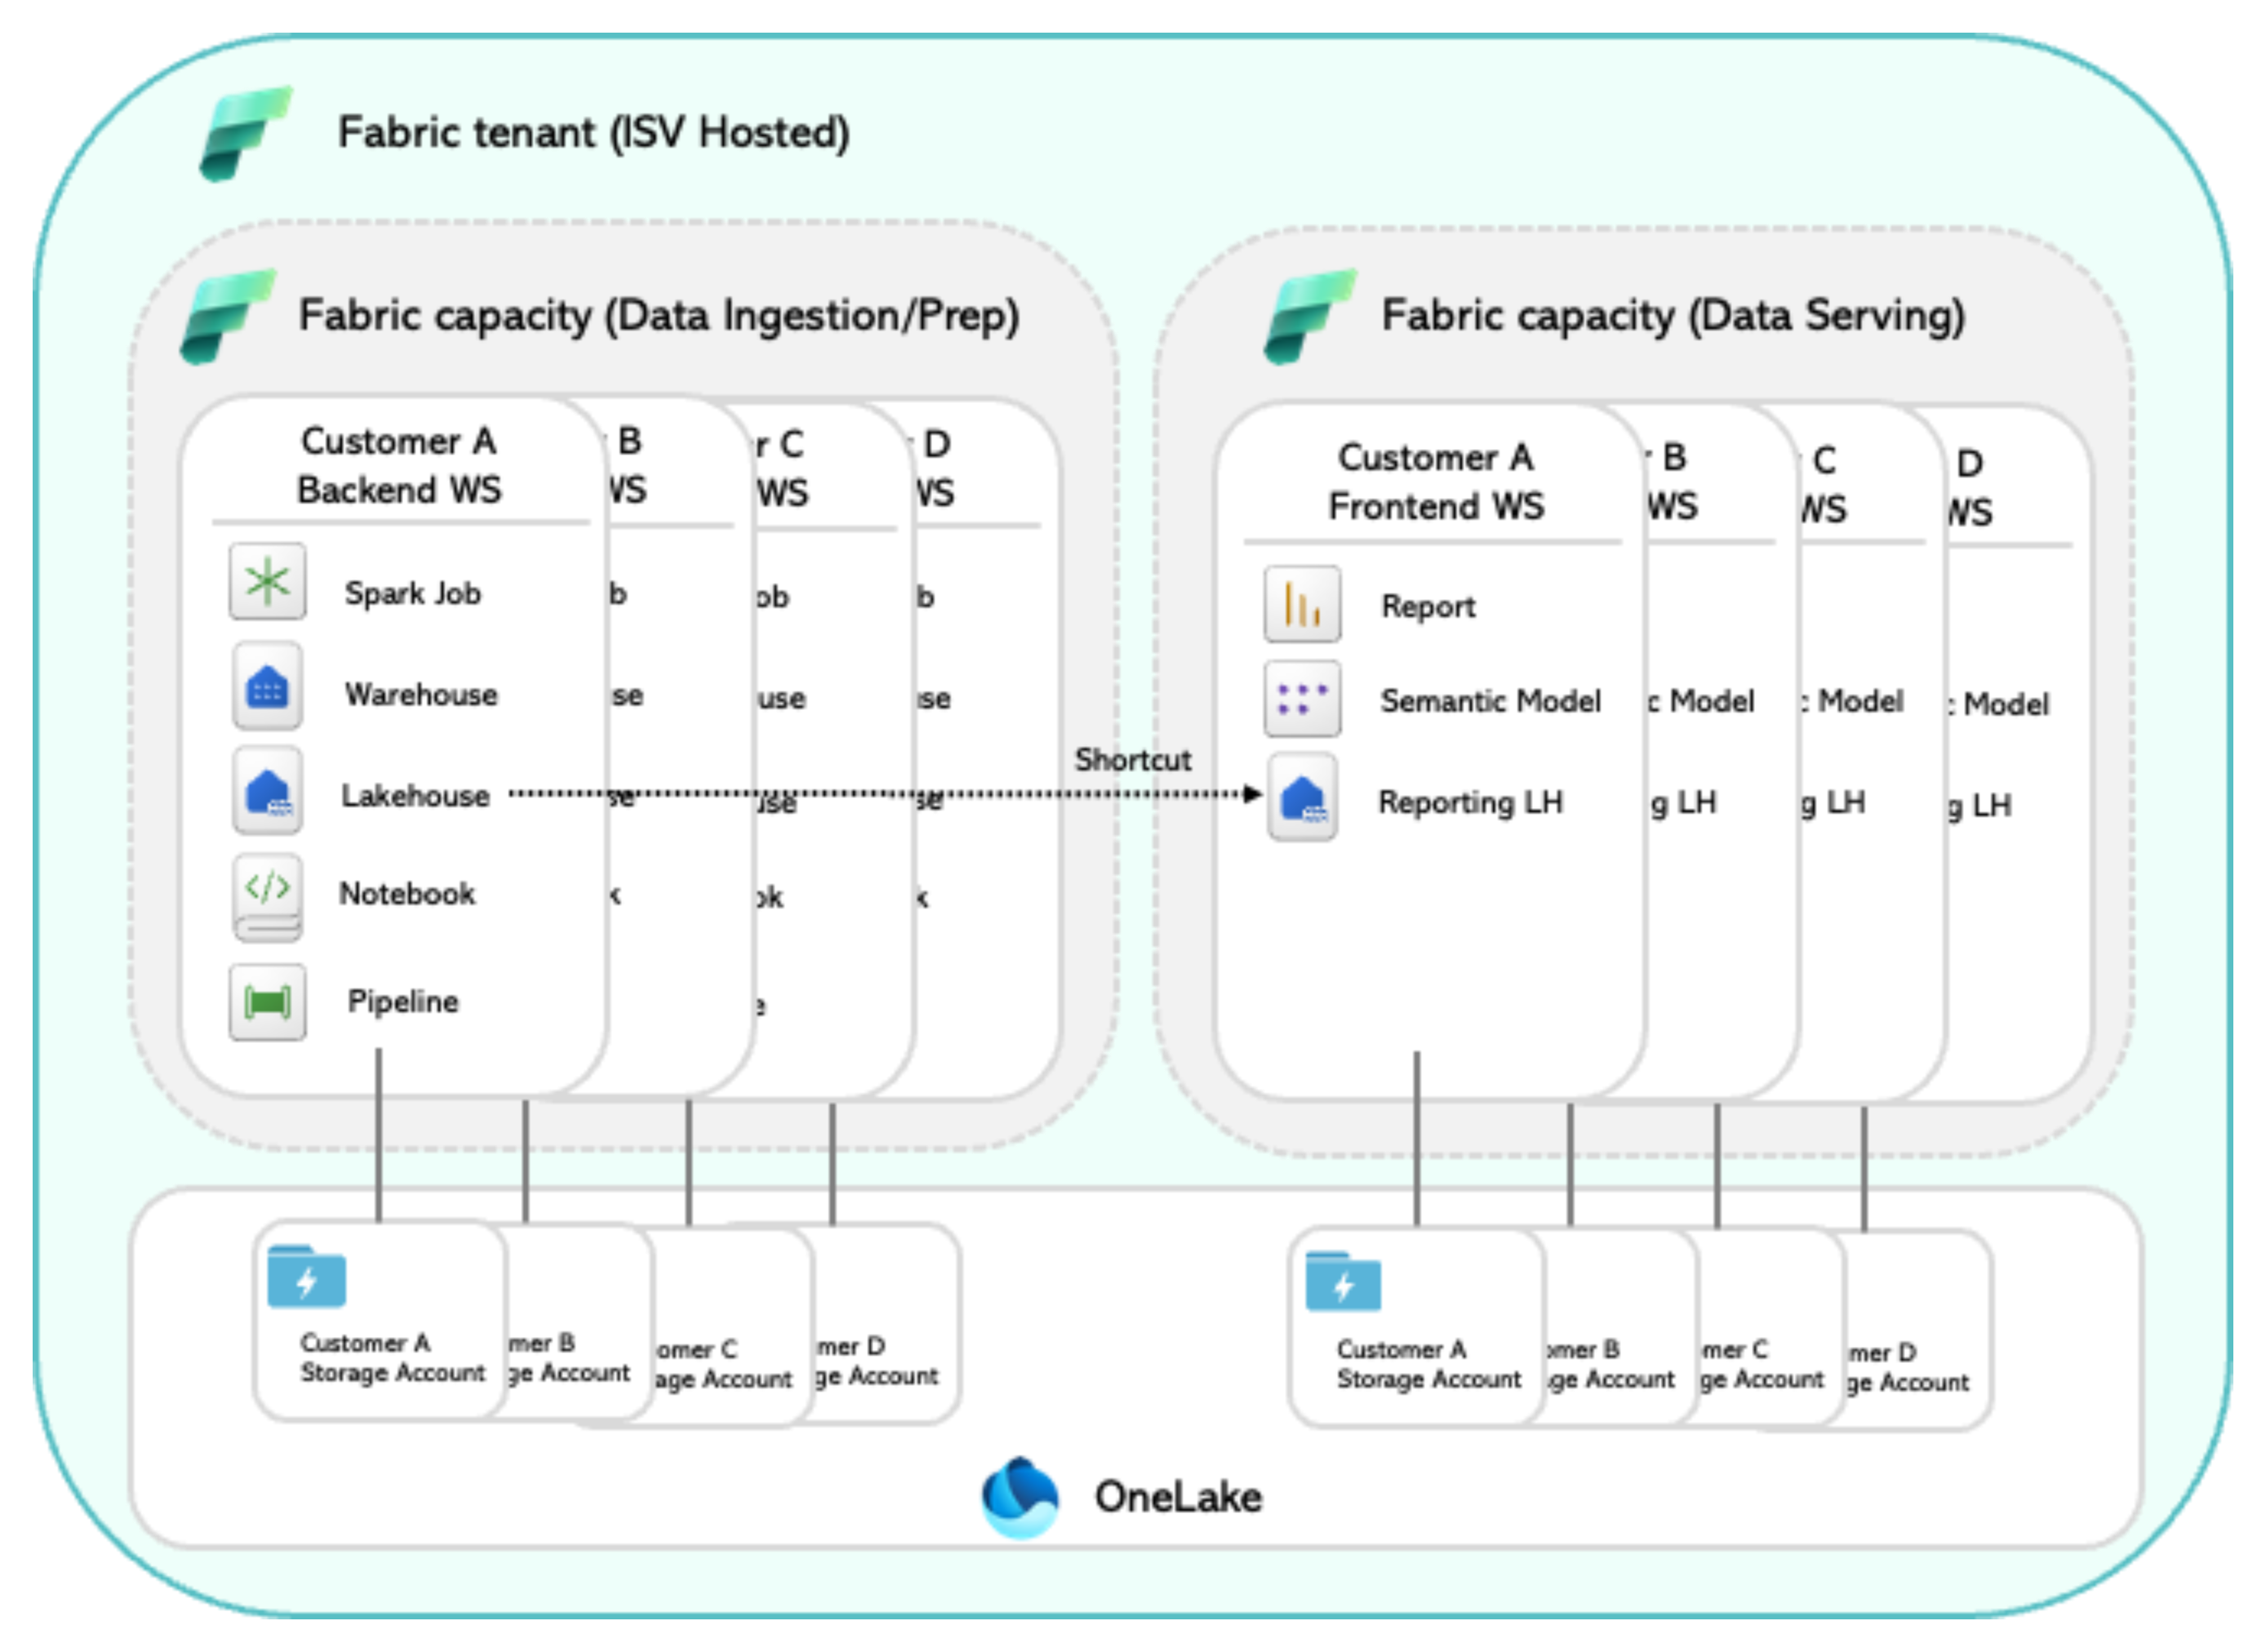 Fabric tenant (ISV Hosted)
Fabric capacity (Data Ingestion/Prep)
Customer A
Backend WS
B
WS
r C
WS
D
WS
Spark Job
b
ob
b
Warehouse
se
use
use
Lakehouse
se
use
se
Notebook
k
ok
k
Pipeline
e
Shortcut
Fabric capacity (Data Serving)
Customer A
Frontend WS
r B
WS
C
WS
D
WS
Report
Semantic Model
c Model
c Model
c Model
Reporting LH
g LH
g LH
g LH
Customer A
Storage Account
mer B
ge Account
omer C
age Account
mer D
ge Account
Customer A
Storage Account
omer B
ge Account
mer C
ge Account
mer D
ge Account
OneLake